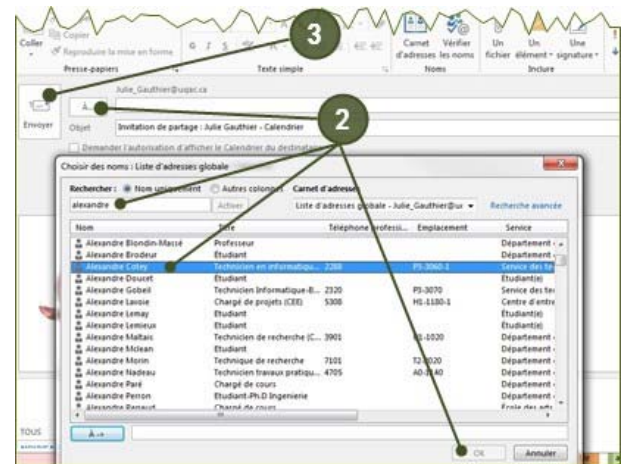 Coller
Copier
Reproduire la mise en forme
G I S
Carnet d'adresses
Vérifier les noms
Un fichier
Un élément
Une signature
Presse-papiers
Texte simple
Noms
Inclure
3
Julie_Gauthier@uqac.ca
Envoyer
À...
Objet
Invitation de partage : Julie Gauthier - Calendrier
2
Demander l'autorisation d'afficher le Calendrier du destinataire
Choisir des noms : Liste d'adresses globale
Rechercher : Nom uniquement Autres colonnes Carnet d'adresses
alexandre Activer Liste d'adresses globale - Julie_Gauthier@ Recherche avancée
Nom Titre Téléphone professi... Emplacement Service
Alexandre Blondin-Massé Professeur Département
Alexandre Brodeur Étudiant Département
Alexandre Cotey Technicien en informatiqu... 2288 P3-3060-1 Service des te
Alexandre Doucet Étudiant Étudiant(e)
Alexandre Gobeil Technicien Informatique-B... 2320 P3-3070 Service des te
Alexandre Lavoie Chargé de projets (CEE) 5308 H1-1180-1 Centre d'entre
Alexandre Lemay Étudiant Étudiant(e)
Alexandre Lemieux Étudiant Étudiant(e)
Alexandre Maltais Technicien de recherche (C... 3901 -1020 Département
Alexandre Mclean Étudiant Département
Alexandre Morin Technique de recherche 7101 Département
Alexandre Nadeau Technicien travaux pratiqu... 4705 Département
Alexandre Paré Chargé de cours Département
Alexandre Perron Etudiant-Ph.D Ingenierie Département
Alexandre Renaud Chargé de cours École des arts
TOUS
À ->
OK Annuler